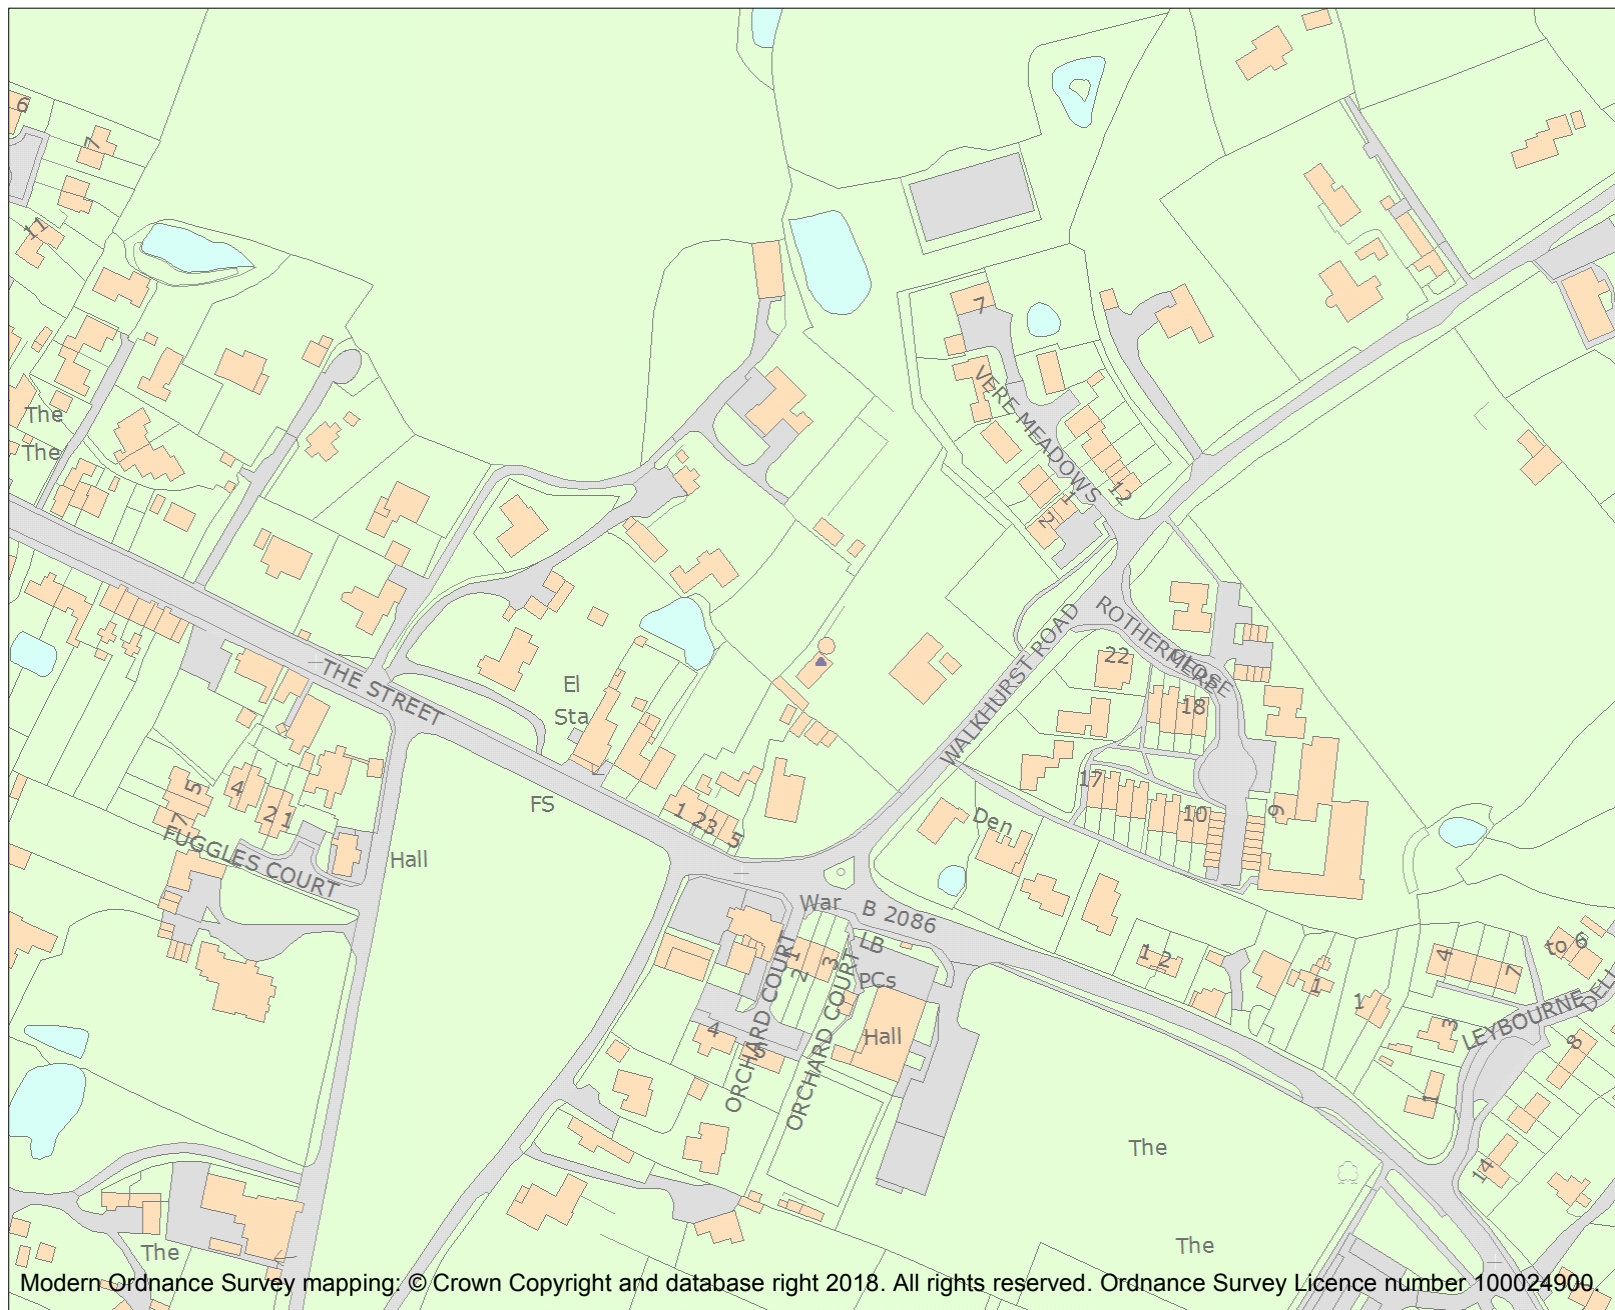 6
7
11
The
The
7
VERE MEADOWS
12
1
2
THE STREET
El
Sta
FS
WALKHURST ROAD
ROTHERMERE
CLOSE
22
18
17
10
9
Den
1 23
5
5
4
2 1
7
FUGGLES COURT
Hall
War
B 2086
LB
PCs
Hall
ORCHARD COURT
ORCHARD COURT
1
2
3
4
5
1 2
1
1
4
7
to 6
3
LEYBOURNE
DELL
8
1
14
The
The
The
Modern Ordnance Survey mapping: © Crown Copyright and database right 2018. All rights reserved. Ordnance Survey Licence number 100024900.